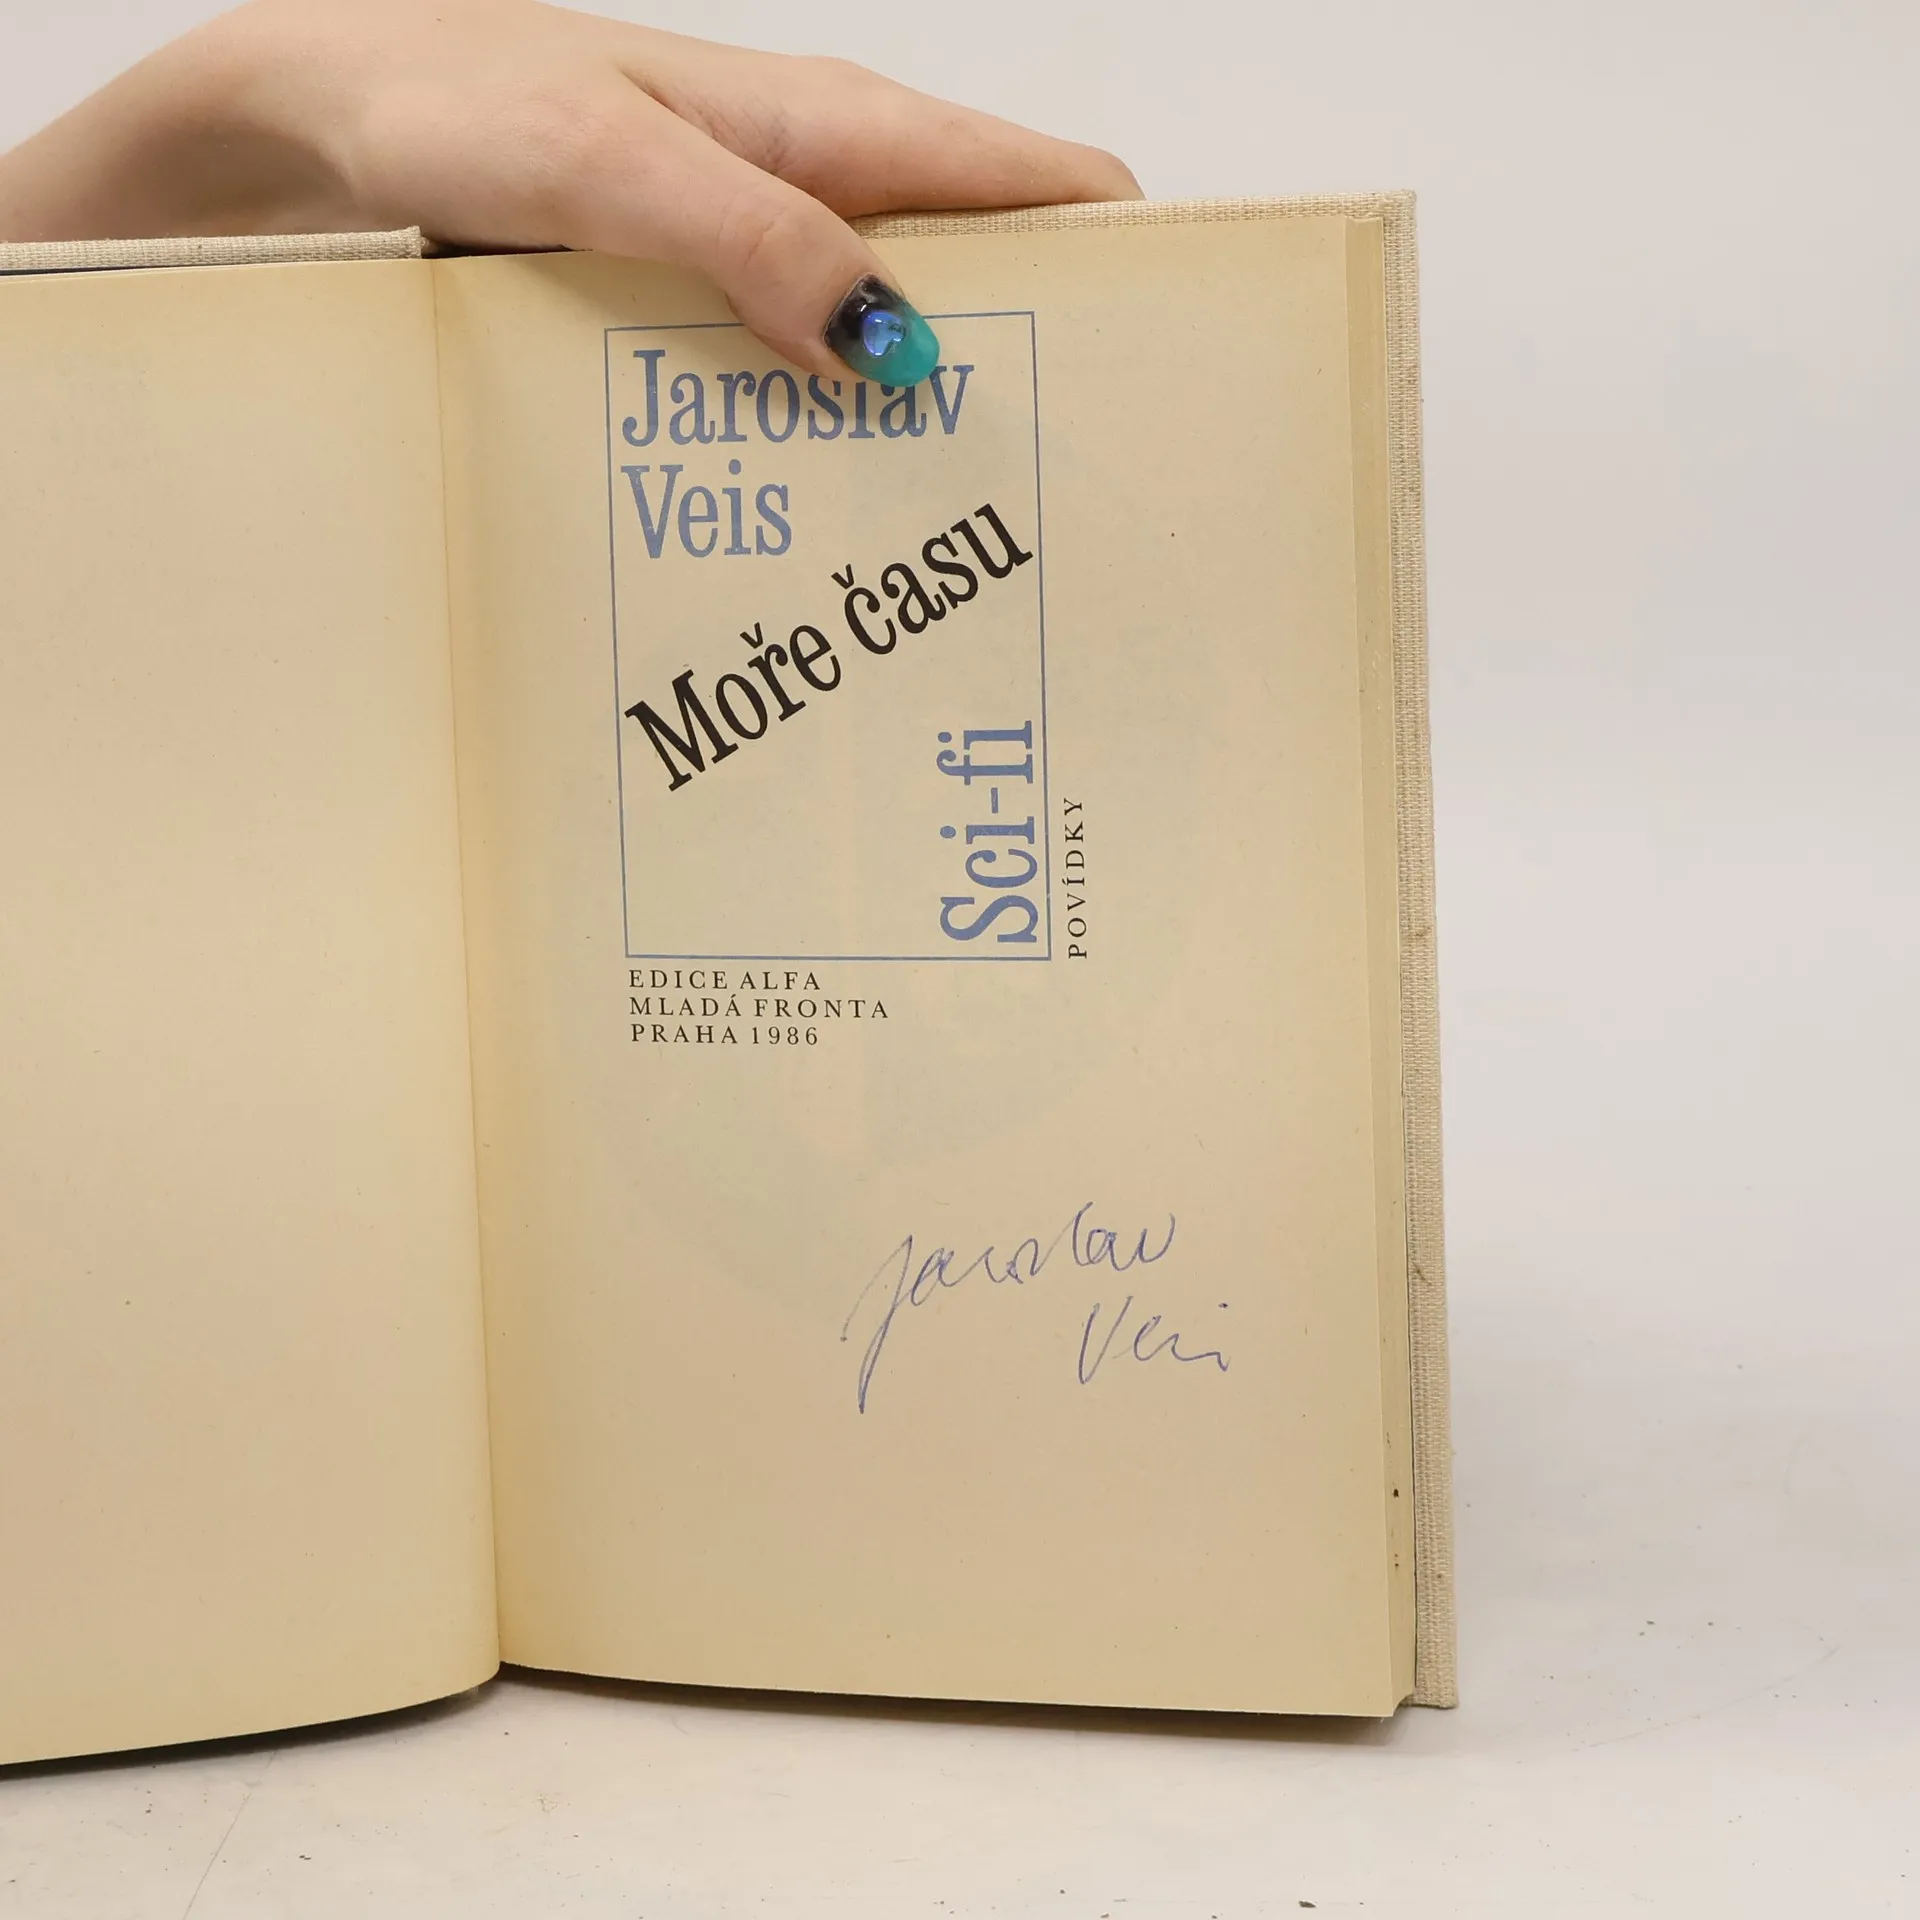 Jaroslav
Veis
Moře času
Sci-fi
POVÍDKY
EDICE ALFA
MLADÁ FRONTA
PRAHA 1986
Jaroslav
Veis